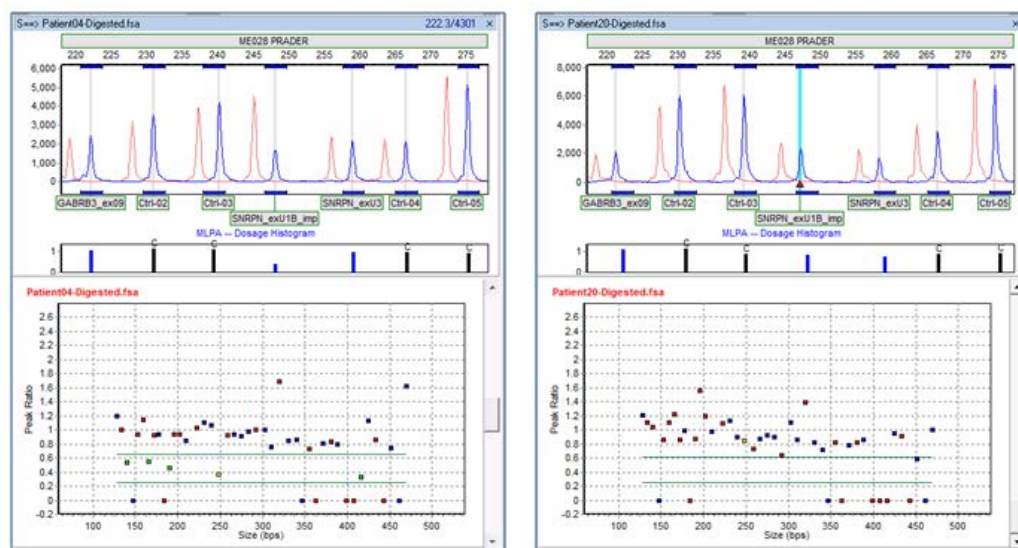 S==> Patient04-Digested.fsa 222.3/4301 ×
ME028 PRADER
220 225 230 235 240 245 250 255 260 265 270 275
6,000
5,000
4,000
3,000
2,000
1,000
0
GABRB3_ex09 Ctrl-02 Ctrl-03 SNRPN_exU3 Ctrl-04 Ctrl-05
SNRPN_exU1B_imp
MLPA -- Dosage Histogram
C C C C
1
0
Patient04-Digested.fsa
2.6
2.4
2.2
2
1.8
1.6
1.4
1.2
1
0.8
0.6
0.4
0.2
0
-0.2
Peak Ratio
100 150 200 250 300 350 400 450 500
Size (bps)
S==> Patient20-Digested.fsa ×
ME028 PRADER
220 225 230 235 240 245 250 255 260 265 270 275
8,000
6,000
4,000
2,000
0
GABRB3_ex09 Ctrl-02 Ctrl-03 SNRPN_exU3 Ctrl-04 Ctrl-05
SNRPN_exU1B_imp
MLPA -- Dosage Histogram
C C C C
1
0
Patient20-Digested.fsa
2.6
2.4
2.2
2
1.8
1.6
1.4
1.2
1
0.8
0.6
0.4
0.2
0
-0.2
Peak Ratio
100 150 200 250 300 350 400 450 500
Size (bps)